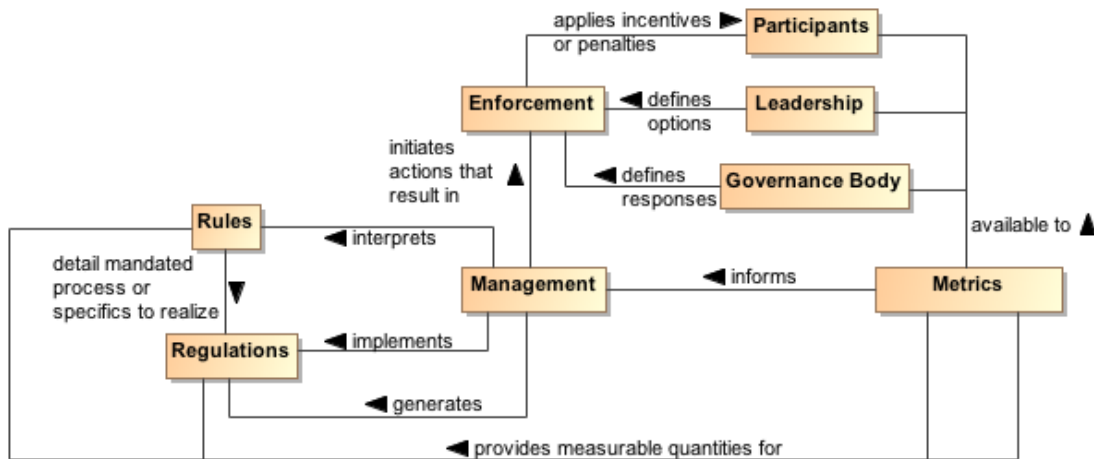 applies incentives
or penalties
Participants
Enforcement
defines
options
Leadership
initiates
actions that
result in
defines
responses
Governance Body
Rules
interprets
available to
detail mandated
process or
specifics to realize
Management
informs
Metrics
Regulations
implements
generates
provides measurable quantities for